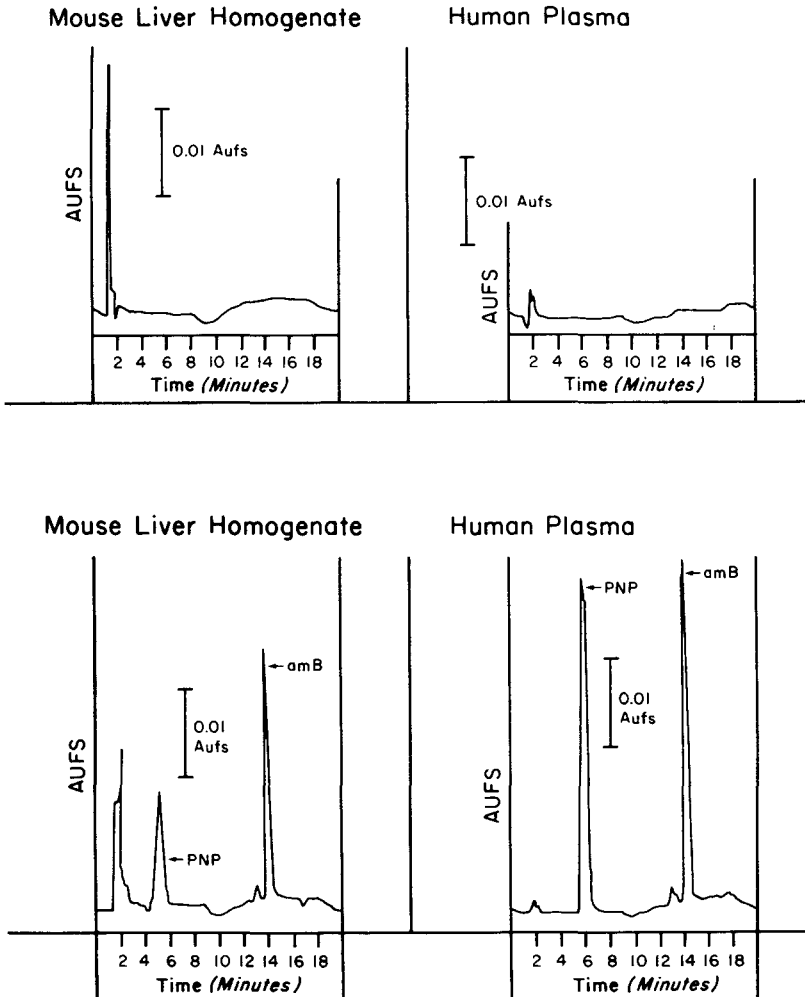 Mouse Liver Homogenate
Human Plasma
AUFS
0.01 Aufs
2 4 6 8 10 12 14 16 18
Time (Minutes)
AUFS
0.01 Aufs
2 4 6 8 10 12 14 16 18
Time (Minutes)
Mouse Liver Homogenate
Human Plasma
AUFS
PNP
0.01
Aufs
amB
2 4 6 8 10 12 14 16 18
Time (Minutes)
AUFS
PNP
0.01
Aufs
amB
2 4 6 8 10 12 14 16 18
Time (Minutes)